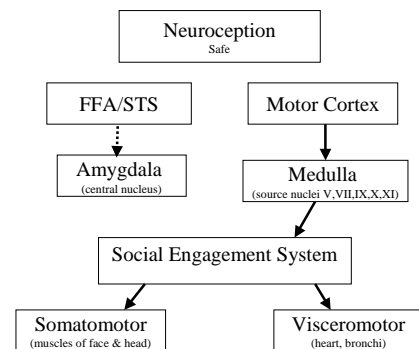 Neuroception
Safe
FFA/STS
Motor Cortex
Amygdala
(central nucleus)
Medulla
(source nuclei V,VII,IX,X,XI)
Social Engagement System
Somatomotor
(muscles of face & head)
Visceromotor
(heart, bronchi)